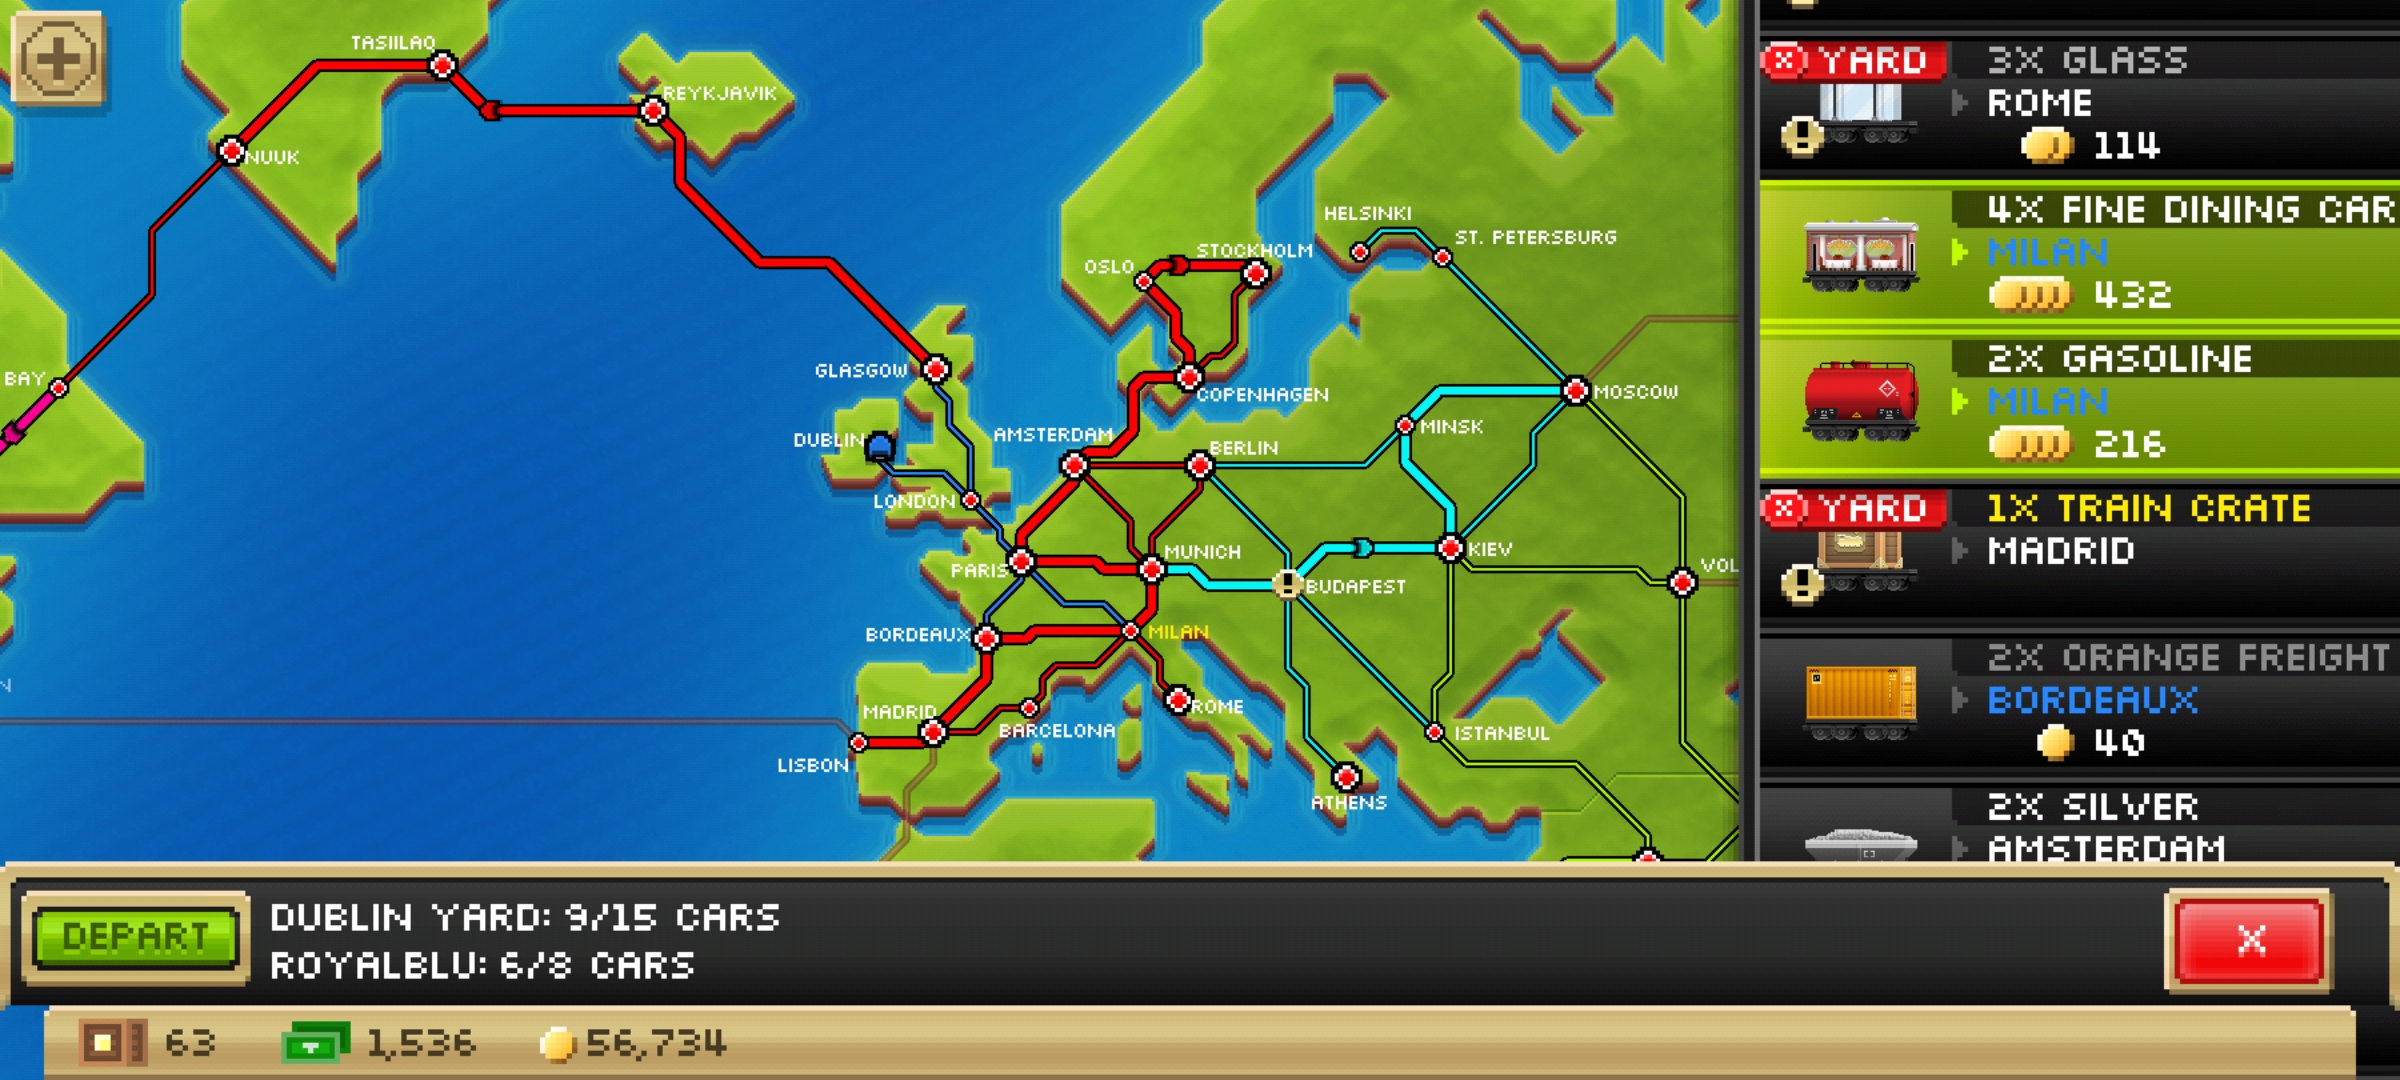 TASIILAQ
REYKJAVIK
NUUK
HELSINKI
ST. PETERSBURG
STOCKHOLM
OSLO
GLASGOW
BAY
COPENHAGEN
MOSCOW
MINSK
DUBLIN
AMSTERDAM
BERLIN
LONDON
PARIS
MUNICH
KIEV
BUDAPEST
VOL
BORDEAUX
MILAN
N
MADRID
ROME
BARCELONA
ISTANBUL
LISBON
ATHENS
YARD
3X GLASS
ROME
114
4X FINE DINING CAR
MILAN
432
2X GASOLINE
MILAN
216
YARD
1X TRAIN CRATE
MADRID
2X ORANGE FREIGHT
BORDEAUX
40
2X SILVER
AMSTERDAM
DEPART
DUBLIN YARD: 9/15 CARS
ROYALBLU: 6/8 CARS
X
63
1,536
56,734